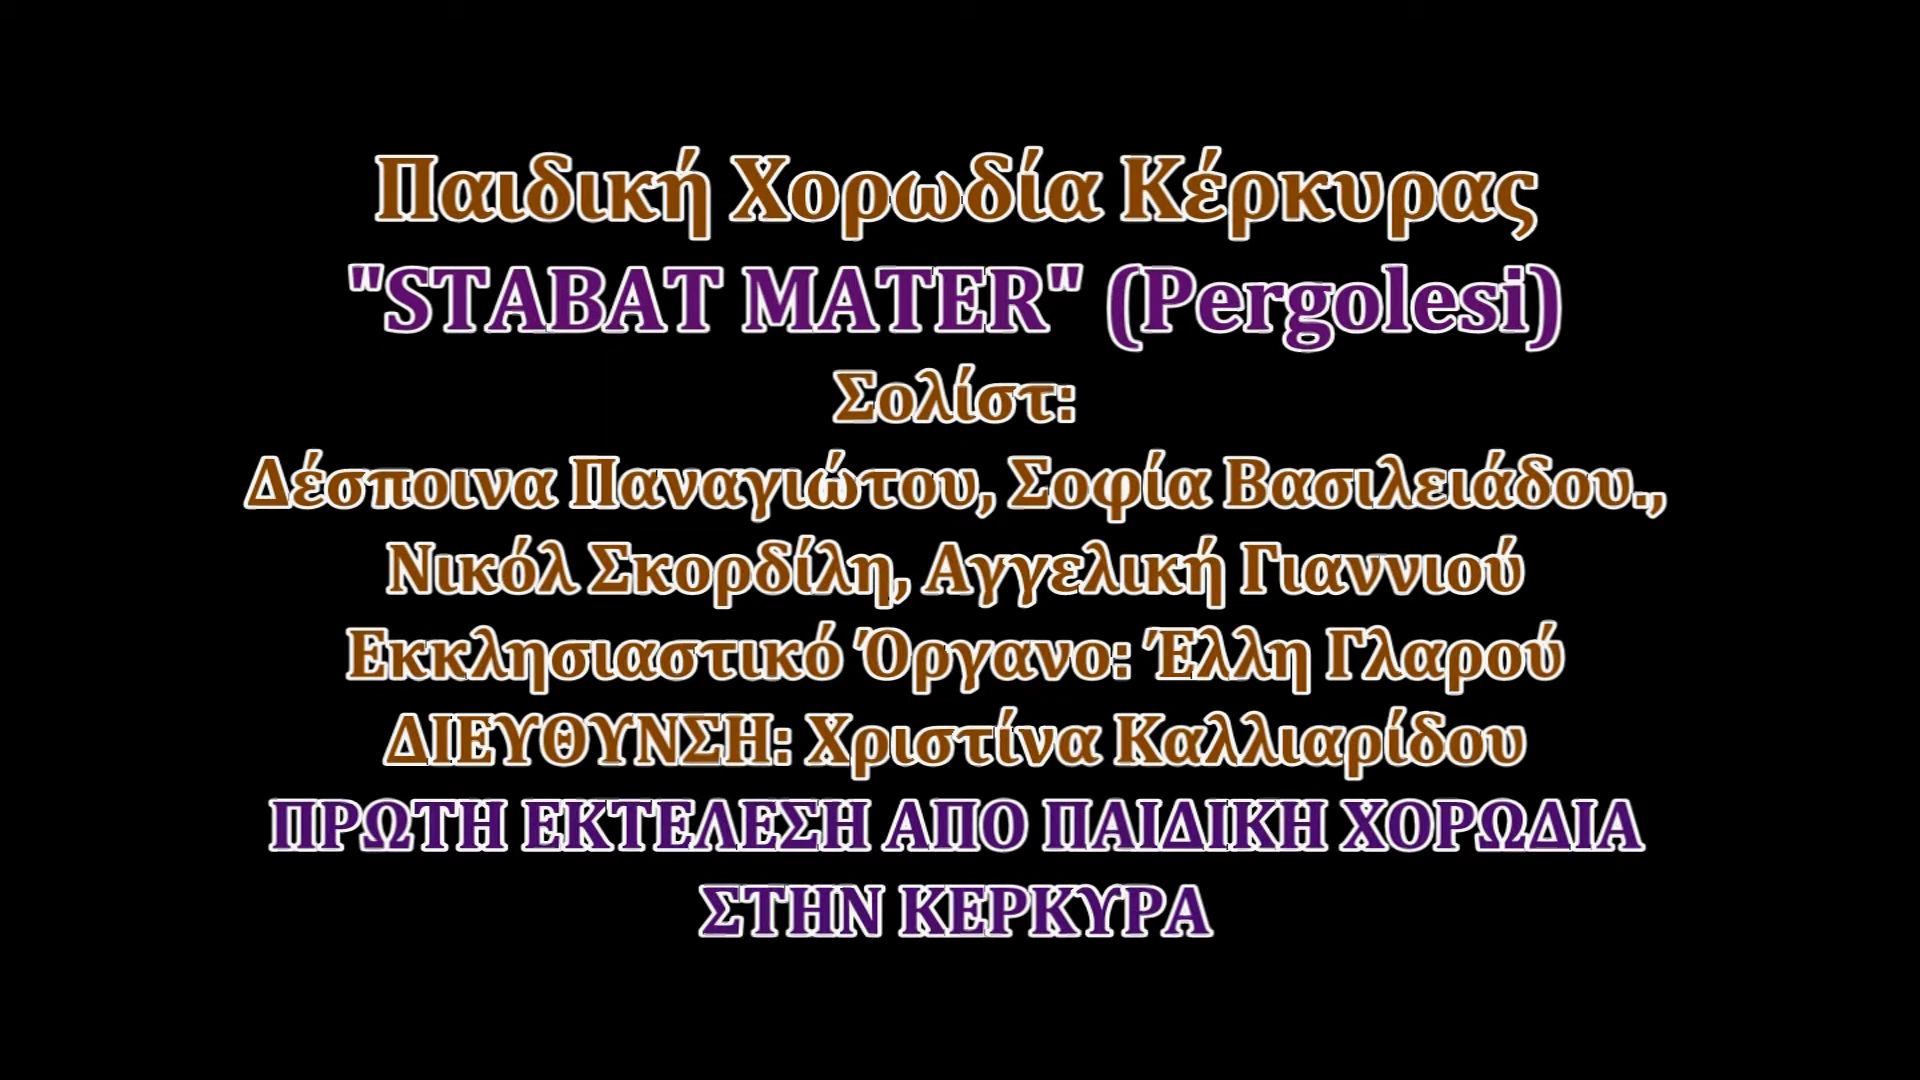 Παιδική Χορωδία Κέρκυρας
"STABAT MATER" (Pergolesi)
Σολίστ:
Δέσποινα Παναγιώτου, Σοφία Βασιλειάδου.,
Νικόλ Σκορδίλη, Αγγελική Γιαννιού
Εκκλησιαστικό Όργανο: Έλλη Γλαρού
ΔΙΕΥΘΥΝΣΗ: Χριστίνα Καλλιαρίδου
ΠΡΩΤΗ ΕΚΤΕΛΕΣΗ ΑΠΟ ΠΑΙΔΙΚΗ ΧΟΡΩΔΙΑ
ΣΤΗΝ ΚΕΡΚΥΡΑ